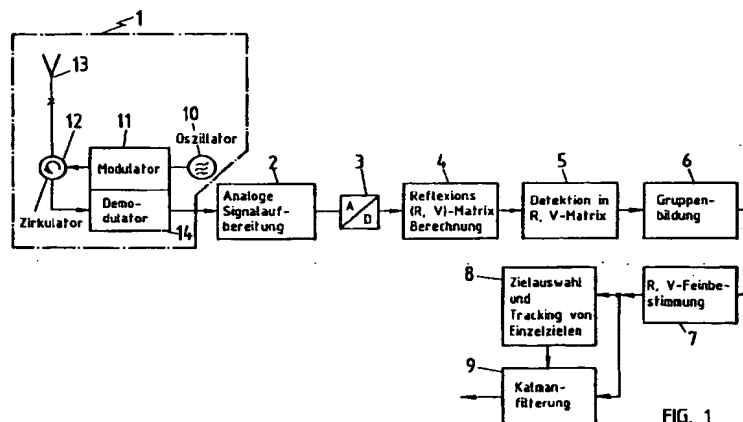 1
13
12
11
10
Oszillator
Modulator
Demo-
dulator
14
Zirkulator
2
Analoge
Signalauf-
bereitung
3
A
D
4
Reflexions
(R, V)-Matrix
Berechnung
5
Detektion in
R, V-Matrix
6
Gruppen-
bildung
8
Zielauswahl
und
Tracking von
Einzelzielen
R, V-Feinbe-
stimmung
7
9
Kalman-
filterung
FIG. 1